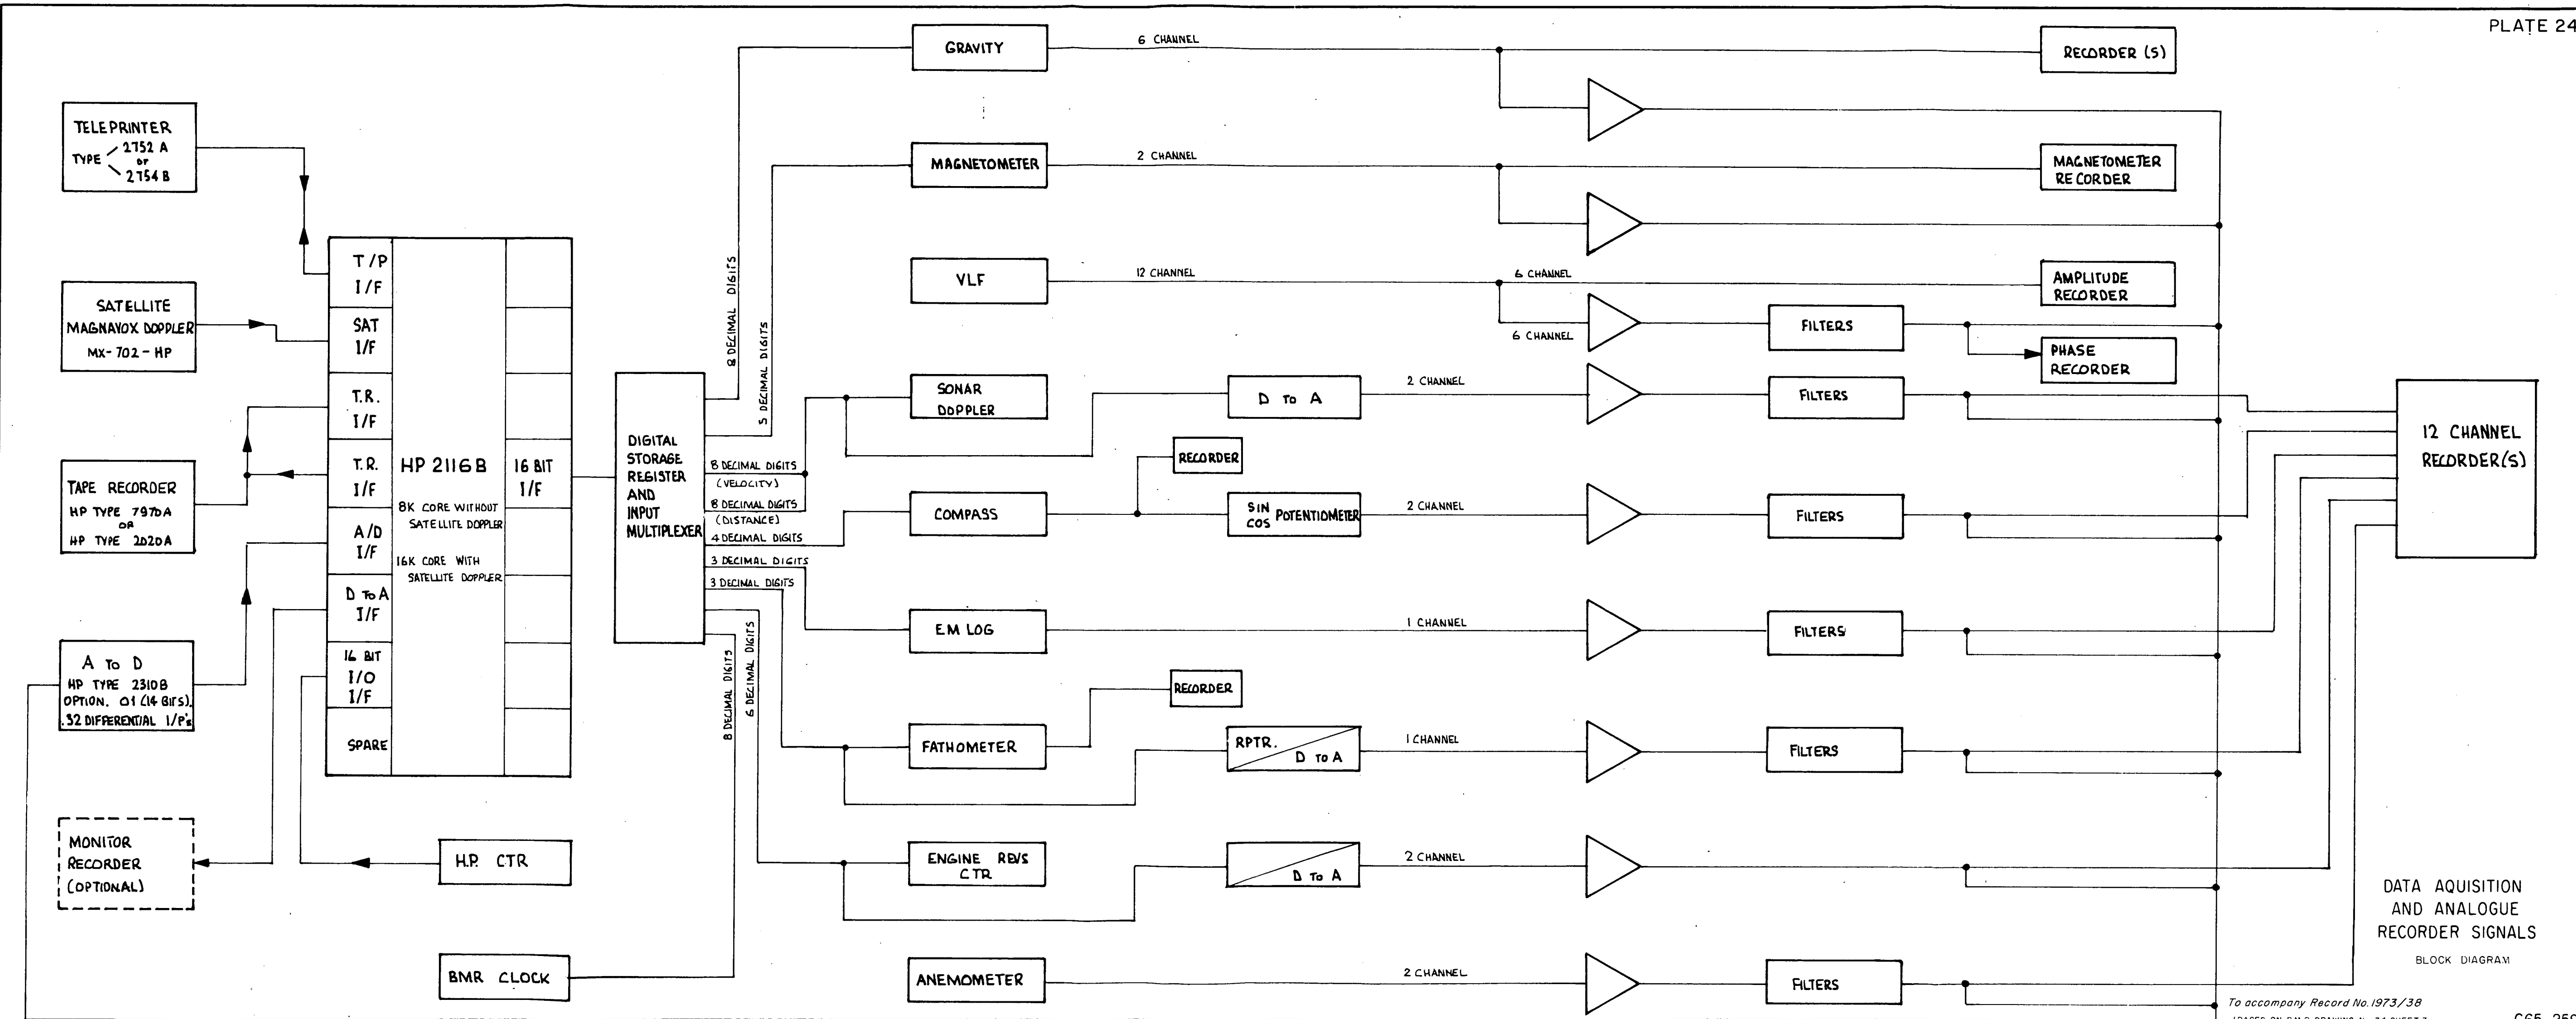 PLATE 24
TELEPRINTER
TYPE 2752 A
or
2754 B
SATELLITE
MAGNAVOX DOPPLER
MX-702-HP
TAPE RECORDER
HP TYPE 7970A
OR
HP TYPE 2020A
A To D
HP TYPE 2310B
OPTION. 01 (14 BITS).
.32 DIFFERENTIAL I/P's
MONITOR
RECORDER
(OPTIONAL)
T/P
I/F
SAT
I/F
T.R.
I/F
T.R.
I/F
A/D
I/F
D To A
I/F
16 BIT
I/O
I/F
SPARE
HP 2116B
8K CORE WITHOUT
SATELLITE DOPPLER
16K CORE WITH
SATELLITE DOPPLER
16 BIT
I/F
H.P. CTR
BMR CLOCK
DIGITAL
STORAGE
REGISTER
AND
INPUT
MULTIPLEXER
8 DECIMAL DIGITS
5 DECIMAL DIGITS
8 DECIMAL DIGITS
(VELOCITY)
8 DECIMAL DIGITS
(DISTANCE)
4 DECIMAL DIGITS
3 DECIMAL DIGITS
3 DECIMAL DIGITS
6 DECIMAL DIGITS
8 DECIMAL DIGITS
GRAVITY
6 CHANNEL
RECORDER (S)
MAGNETOMETER
2 CHANNEL
MAGNETOMETER
RECORDER
VLF
12 CHANNEL
6 CHANNEL
AMPLITUDE
RECORDER
6 CHANNEL
FILTERS
PHASE
RECORDER
SONAR
DOPPLER
D To A
2 CHANNEL
FILTERS
RECORDER
COMPASS
SIN
COS POTENTIOMETER
2 CHANNEL
FILTERS
EM LOG
1 CHANNEL
FILTERS
RECORDER
FATHOMETER
RPTR.
D To A
1 CHANNEL
FILTERS
ENGINE REVS
CTR
D To A
2 CHANNEL
ANEMOMETER
2 CHANNEL
FILTERS
12 CHANNEL
RECORDER(S)
DATA AQUISITION
AND ANALOGUE
RECORDER SIGNALS
BLOCK DIAGRAM
To accompany Record No. 1973/38